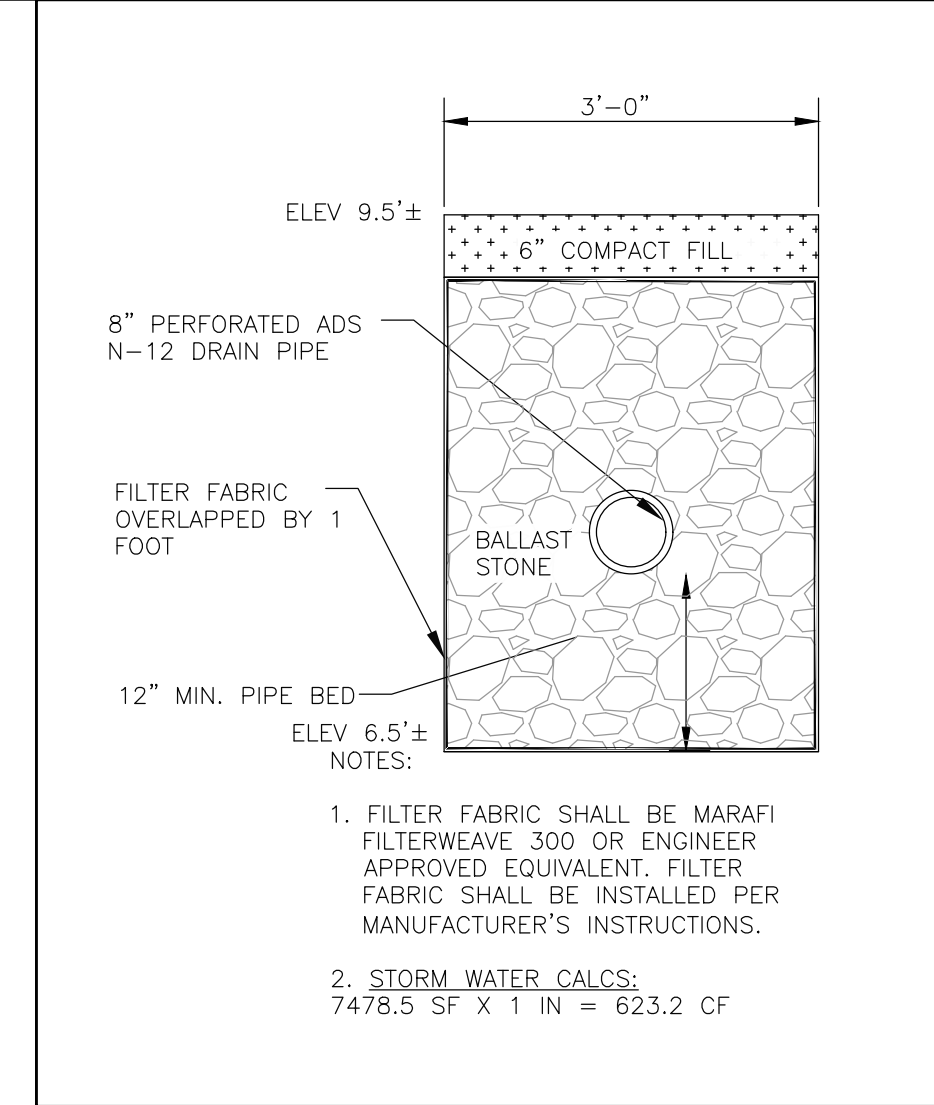 3'-0"
ELEV 9.5'±
6" COMPACT FILL
8" PERFORATED ADS
N-12 DRAIN PIPE
FILTER FABRIC
OVERLAPPED BY 1
FOOT
BALLAST
STONE
12" MIN. PIPE BED
ELEV 6.5'±
NOTES:
1. FILTER FABRIC SHALL BE MARAFI
FILTERWEAVE 300 OR ENGINEER
APPROVED EQUIVALENT. FILTER
FABRIC SHALL BE INSTALLED PER
MANUFACTURER'S INSTRUCTIONS.
2. STORM WATER CALCS:
7478.5 SF X 1 IN = 623.2 CF